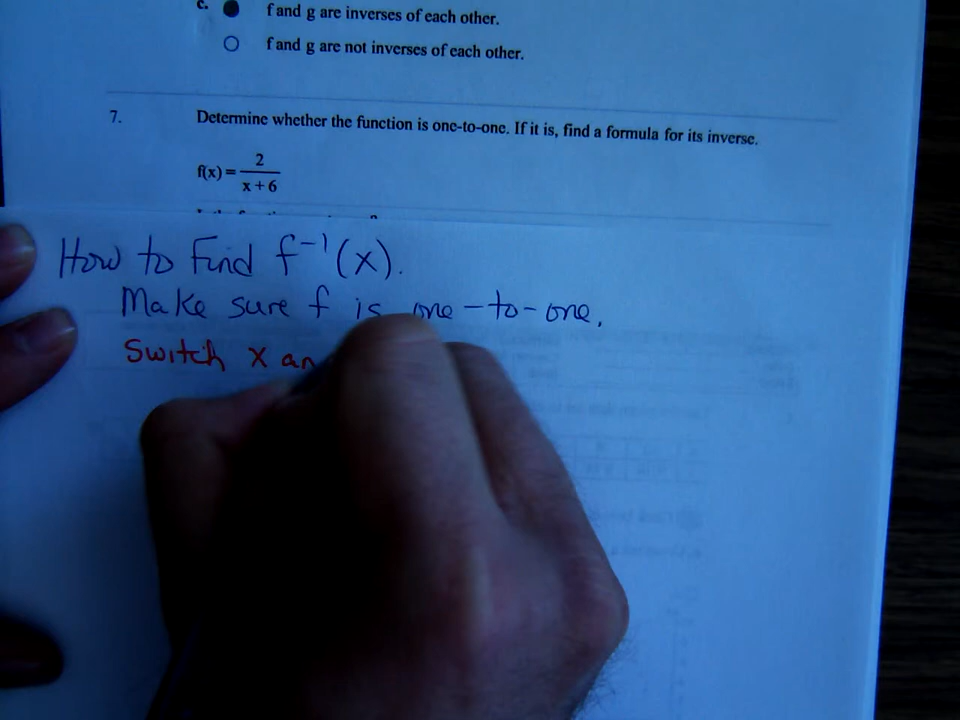 c. f and g are inverses of each other.
f and g are not inverses of each other.
7. Determine whether the function is one-to-one. If it is, find a formula for its inverse.
f(x) = 2 / x + 6
How to Find f⁻¹(x).
Make sure f is one-to-one.
Switch x an